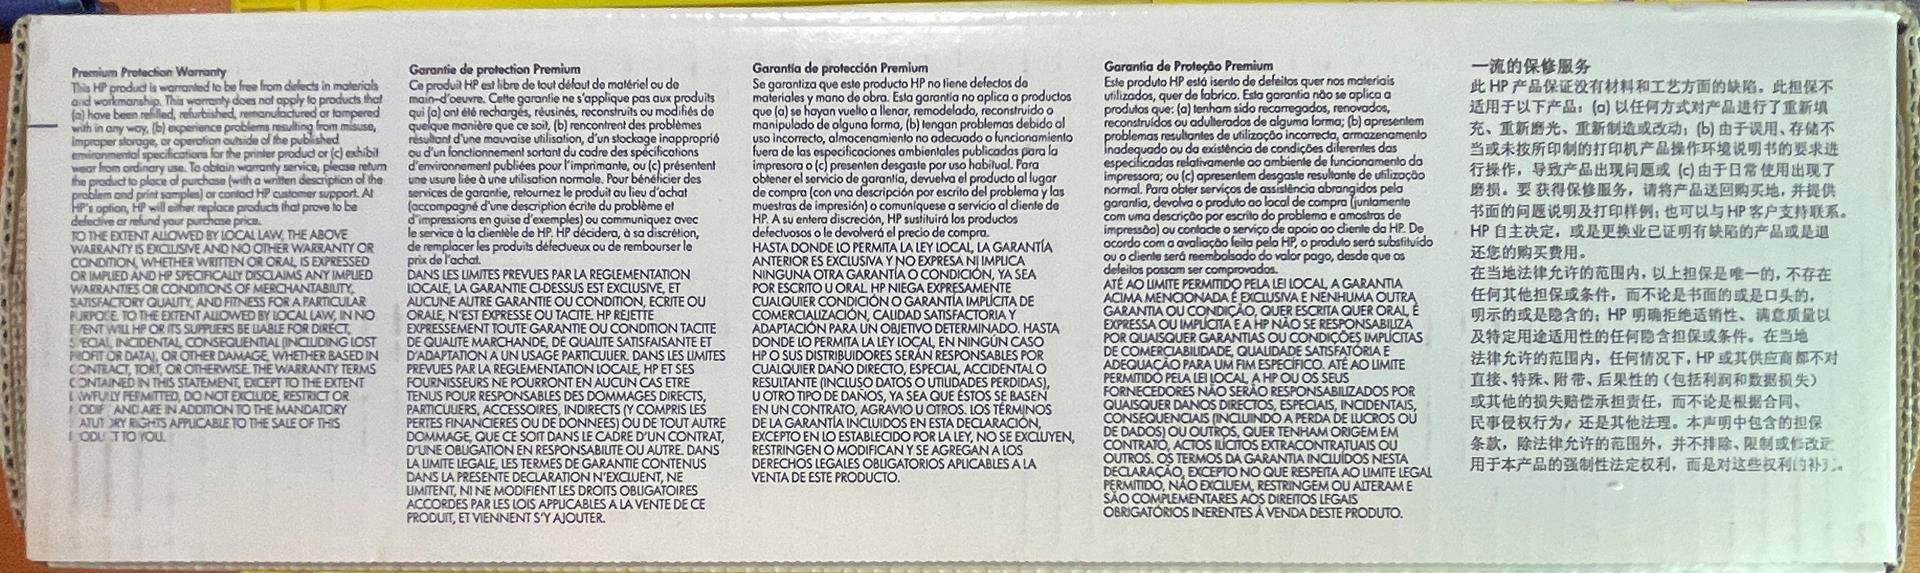 Premium Protection Warranty
This HP product is warranted to be free from defects in materials
and workmanship. This warranty does not apply to products that
(a) have been refilled, refurbished, remanufactured or tampered
with in any way, (b) experience problems resulting from misuse,
improper storage, or operation outside of the published
environmental specifications for the printer product or (c) exhibit
wear from ordinary use. To obtain warranty service, please return
the product to place of purchase (with a written description of the
problem and print samples) or contact HP customer support. At
HP's option, HP will either replace products that prove to be
defective or refund your purchase price.
TO THE EXTENT ALLOWED BY LOCAL LAW, THE ABOVE
WARRANTY IS EXCLUSIVE AND NO OTHER WARRANTY OR
CONDITION, WHETHER WRITTEN OR ORAL, IS EXPRESSED
OR IMPLIED AND HP SPECIFICALLY DISCLAIMS ANY IMPLIED
WARRANTIES OR CONDITIONS OF MERCHANTABILITY,
SATISFACTORY QUALITY, AND FITNESS FOR A PARTICULAR
PURPOSE. TO THE EXTENT ALLOWED BY LOCAL LAW, IN NO
EVENT WILL HP OR ITS SUPPLIERS BE LIABLE FOR DIRECT,
SPECIAL, INCIDENTAL, CONSEQUENTIAL (INCLUDING LOST
PROFIT OR DATA), OR OTHER DAMAGE, WHETHER BASED IN
CONTRACT, TORT, OR OTHERWISE. THE WARRANTY TERMS
CONTAINED IN THIS STATEMENT, EXCEPT TO THE EXTENT
LAWFULLY PERMITTED, DO NOT EXCLUDE, RESTRICT OR
AND ARE IN ADDITION TO THE MANDATORY
RIGHTS APPLICABLE TO THE SALE OF THIS
TO YOU.
Garantie de protection Premium
Ce produit HP est libre de tout défaut de matériel ou de
main-d'oeuvre. Cette garantie ne s'applique pas aux produits
qui (a) ont été rechargés, réusinés, reconstruits ou modifiés de
quelque manière que ce soit, (b) rencontrent des problèmes
résultant d'une mauvaise utilisation, d'un stockage inapproprié
ou d'un fonctionnement sortant du cadre des spécifications
d'environnement publiées pour l'imprimante, ou (c) présentent
une usure liée à une utilisation normale. Pour bénéficier des
services de garantie, retournez le produit au lieu d'achat
(accompagné d'une description écrite du problème et
d'impressions en guise d'exemples) ou communiquez avec
le service à la clientèle de HP. HP décidera, à sa discrétion,
de remplacer les produits défectueux ou de rembourser le
prix de l'achat.
DANS LES LIMITES PREVUES PAR LA REGLEMENTATION
LOCALE, LA GARANTIE CI-DESSUS EST EXCLUSIVE, ET
AUCUNE AUTRE GARANTIE OU CONDITION, ECRITE OU
ORALE, N'EST EXPRESSE OU TACITE. HP REJETTE
EXPRESSEMENT TOUTE GARANTIE OU CONDITION TACITE
DE QUALITE MARCHANDE, DE QUALITE SATISFAISANTE ET
D'ADAPTATION A UN USAGE PARTICULIER. DANS LES LIMITES
PREVUES PAR LA REGLEMENTATION LOCALE, HP ET SES
FOURNISSEURS NE POURRONT EN AUCUN CAS ETRE
TENUS POUR RESPONSABLES DES DOMMAGES DIRECTS,
PARTICULIERS, ACCESSOIRES, INDIRECTS (Y COMPRIS LES
PERTES FINANCIERES OU DE DONNEES) OU DE TOUT AUTRE
DOMMAGE, QUE CE SOIT DANS LE CADRE D'UN CONTRAT,
D'UNE OBLIGATION EN RESPONSABILITE OU AUTRE. DANS
LA LIMITE LEGALE, LES TERMES DE GARANTIE CONTENUS
DANS LA PRESENTE DECLARATION N'EXCLUENT, NE
LIMITENT, NI NE MODIFIENT LES DROITS OBLIGATOIRES
ACCORDES PAR LES LOIS APPLICABLES A LA VENTE DE CE
PRODUIT, ET VIENNENT S'Y AJOUTER.
Garantía de protección Premium
Se garantiza que este producto HP no tiene defectos de
materiales y mano de obra. Esta garantía no aplica a productos
que (a) se hayan vuelto a llenar, remodelado, reconstruido o
manipulado de alguna forma, (b) tengan problemas debido al
uso incorrecto, almacenamiento no adecuado o funcionamiento
fuera de las especificaciones ambientales publicadas para la
impresora o (c) presenten desgaste por uso habitual. Para
obtener el servicio de garantía, devuelva el producto al lugar
de compra (con una descripción por escrito del problema y las
muestras de impresión) o comuníquese a servicio al cliente de
HP. A su entera discreción, HP sustituirá los productos
defectuosos o le devolverá el precio de compra.
HASTA DONDE LO PERMITA LA LEY LOCAL, LA GARANTÍA
ANTERIOR ES EXCLUSIVA Y NO EXPRESA NI IMPLICA
NINGUNA OTRA GARANTÍA O CONDICIÓN, YA SEA
POR ESCRITO U ORAL. HP NIEGA EXPRESAMENTE
CUALQUIER CONDICIÓN O GARANTÍA IMPLÍCITA DE
COMERCIALIZACIÓN, CALIDAD SATISFACTORIA Y
ADAPTACIÓN PARA UN OBJETIVO DETERMINADO. HASTA
DONDE LO PERMITA LA LEY LOCAL, EN NINGÚN CASO
HP O SUS DISTRIBUIDORES SERÁN RESPONSABLES POR
CUALQUIER DAÑO DIRECTO, ESPECIAL, ACCIDENTAL O
RESULTANTE (INCLUSO DATOS O UTILIDADES PERDIDAS),
U OTRO TIPO DE DAÑOS, YA SEA QUE ÉSTOS SE BASEN
EN UN CONTRATO, AGRAVIO U OTROS. LOS TÉRMINOS
DE LA GARANTÍA INCLUIDOS EN ESTA DECLARACIÓN,
EXCEPTO EN LO ESTABLECIDO POR LA LEY, NO SE EXCLUYEN,
RESTRINGEN O MODIFICAN Y SE AGREGAN A LOS
DERECHOS LEGALES OBLIGATORIOS APLICABLES A LA
VENTA DE ESTE PRODUCTO.
Garantia de Proteção Premium
Este produto HP está isento de defeitos quer nos materiais
utilizados, quer de fabrico. Esta garantia não se aplica a
produtos que: (a) tenham sido recarregados, renovados,
reconstruídos ou adulterados de alguma forma; (b) apresentem
problemas resultantes de utilização incorrecta, armazenamento
inadequado ou da existência de condições diferentes das
especificadas relativamente ao ambiente de funcionamento da
impressora; ou (c) apresentem desgaste resultante de utilização
normal. Para obter serviços de assistência abrangidos pela
garantia, devolva o produto ao local de compra (juntamente
com uma descrição por escrito do problema e amostras de
impressão) ou contacte o serviço de apoio ao cliente da HP. De
acordo com a avaliação feita pela HP, o produto será substituído
ou o cliente será reembolsado do valor pago, desde que os
defeitos possam ser comprovados.
ATÉ AO LIMITE PERMITIDO PELA LEI LOCAL, A GARANTIA
ACIMA MENCIONADA É EXCLUSIVA E NENHUMA OUTRA
GARANTIA OU CONDIÇÃO, QUER ESCRITA QUER ORAL, É
EXPRESSA OU IMPLÍCITA E A HP NÃO SE RESPONSABILIZA
POR QUAISQUER GARANTIAS OU CONDIÇÕES IMPLÍCITAS
DE COMERCIABILIDADE, QUALIDADE SATISFATÓRIA E
ADEQUAÇÃO PARA UM FIM ESPECÍFICO. ATÉ AO LIMITE
PERMITIDO PELA LEI LOCAL, A HP OU OS SEUS
FORNECEDORES NÃO SERÃO RESPONSABILIZADOS POR
QUAISQUER DANOS DIRECTOS, ESPECIAIS, INCIDENTAIS,
CONSEQUENCIAIS (INCLUINDO A PERDA DE LUCROS OU
DE DADOS) OU OUTROS, QUER TENHAM ORIGEM EM
CONTRATO, ACTOS ILÍCITOS EXTRACONTRATUAIS OU
OUTROS. OS TERMOS DA GARANTIA INCLUÍDOS NESTA
DECLARAÇÃO, EXCEPTO NO QUE RESPEITA AO LIMITE LEGAL
PERMITIDO, NÃO EXCLUEM, RESTRINGEM OU ALTERAM E
SÃO COMPLEMENTARES AOS DIREITOS LEGAIS
OBRIGATÓRIOS INERENTES À VENDA DESTE PRODUTO.
一流的保修服务
此 HP 产品保证没有材料和工艺方面的缺陷。此担保不
适用于以下产品：(a) 以任何方式对产品进行了重新填
充、重新磨光、重新制造或改动；(b) 由于误用、存储不
当或未按所印制的打印机产品操作环境说明书的要求进
行操作，导致产品出现问题或 (c) 由于日常使用出现了
磨损。要 获得保修服务，请将产品送回购买地，并提供
书面的问题说明及打印样例；也可以与 HP 客户支持联系。
HP 自主决定，或是更换业已证明有缺陷的产品或是退
还您的购买费用。
在当地法律允许的范围内，以上担保是唯一的，不存在
任何其他担保或条件，而不论是书面的或是口头的，
明示的或是隐含的；HP 明确拒绝适销性、满意质量以
及特定用途适用性的任何隐含担保或条件。在当地
法律允许的范围内，任何情况下，HP 或其供应商都不对
直接、特殊、附带、后果性的（包括利润和数据损失）
或其他的损失赔偿承担责任，而不论是根据合同、
民事侵权行为，还是其他法理。本声明中包含的担保
条款，除法律允许的范围外，并不排除、限制或修改适
用于本产品的强制性法定权利，而是对这些权利的补充。